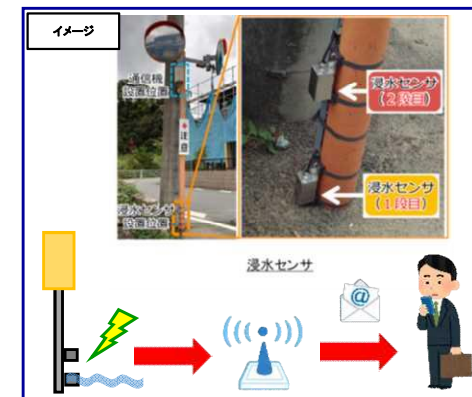 イメージ
通信機
設置位置
注意
浸水センサ
設置位置
浸水センサ
(2段目)
浸水センサ
(1段目)
浸水センサ
@